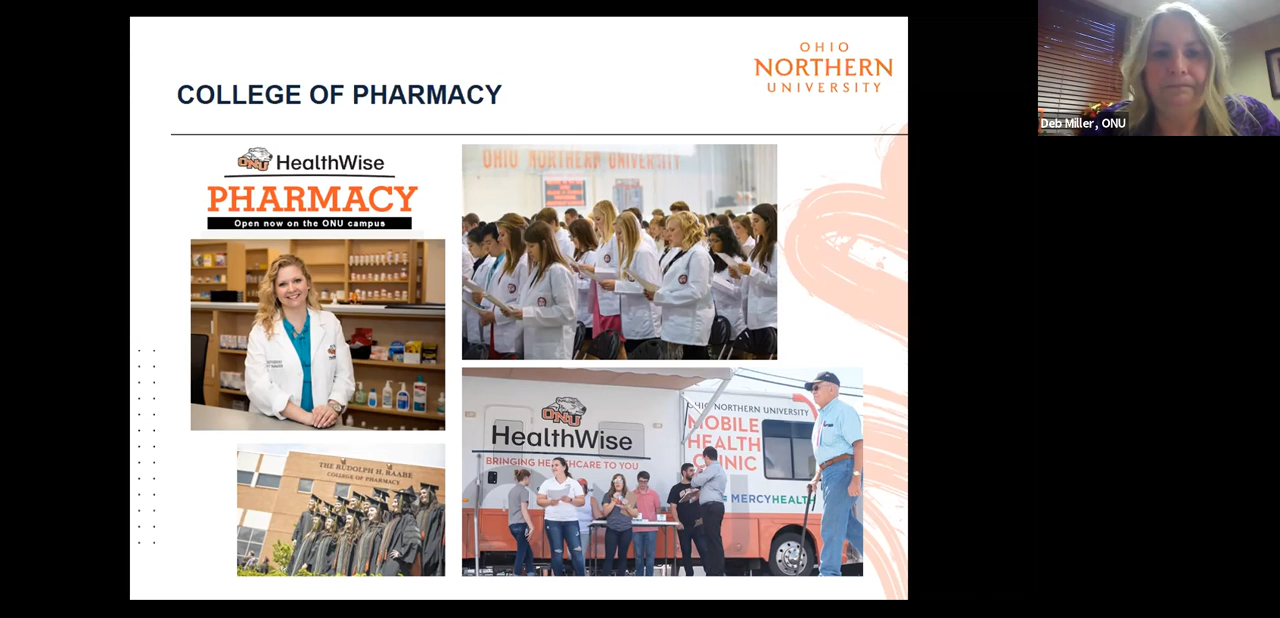 OHIO
NORTHERN
UNIVERSITY
COLLEGE OF PHARMACY
ONU HealthWise
PHARMACY
Open now on the ONU campus
OHIO NORTHERN UNIVERSITY
THE RUDOLPH H. RAABE
COLLEGE OF PHARMACY
ONU
HealthWise
BRINGING HEALTHCARE TO YOU
OHIO NORTHERN UNIVERSITY
MOBILE
HEALTH
CLINIC
MERCYHEALTH
Deb Miller, ONU